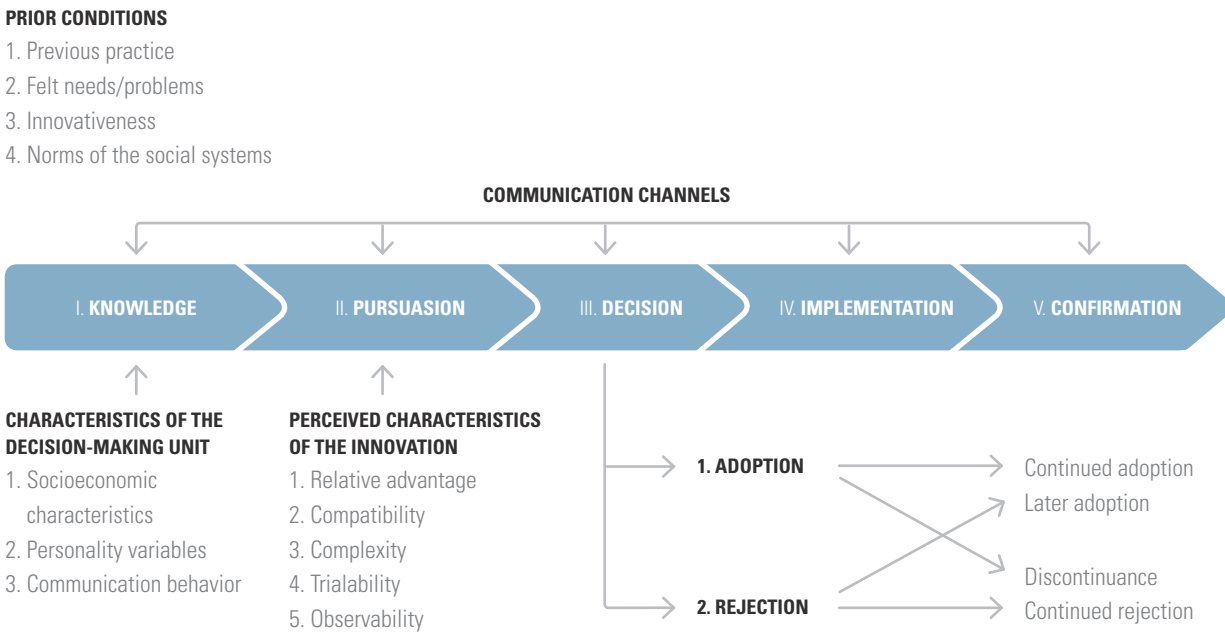 PRIOR CONDITIONS
1. Previous practice
2. Felt needs/problems
3. Innovativeness
4. Norms of the social systems
COMMUNICATION CHANNELS
I. KNOWLEDGE
II. PURSUASION
III. DECISION
IV. IMPLEMENTATION
V. CONFIRMATION
CHARACTERISTICS OF THE
DECISION-MAKING UNIT
1. Socioeconomic
characteristics
2. Personality variables
3. Communication behavior
PERCEIVED CHARACTERISTICS
OF THE INNOVATION
1. Relative advantage
2. Compatibility
3. Complexity
4. Trialability
5. Observability
1. ADOPTION
2. REJECTION
Continued adoption
Later adoption
Discontinuance
Continued rejection